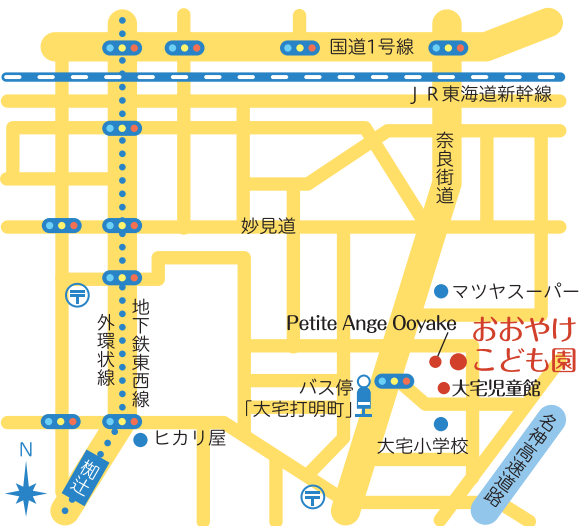 国道1号線
JR東海道新幹線
奈良街道
妙見道
マツヤスーパー
地下鉄東西線
外環状線
Petite Ange Ooyake
おおやけ
こども園
バス停
「大宅打明町」
大宅児童館
ヒカリ屋
大宅小学校
名神高速道路
N
椥辻